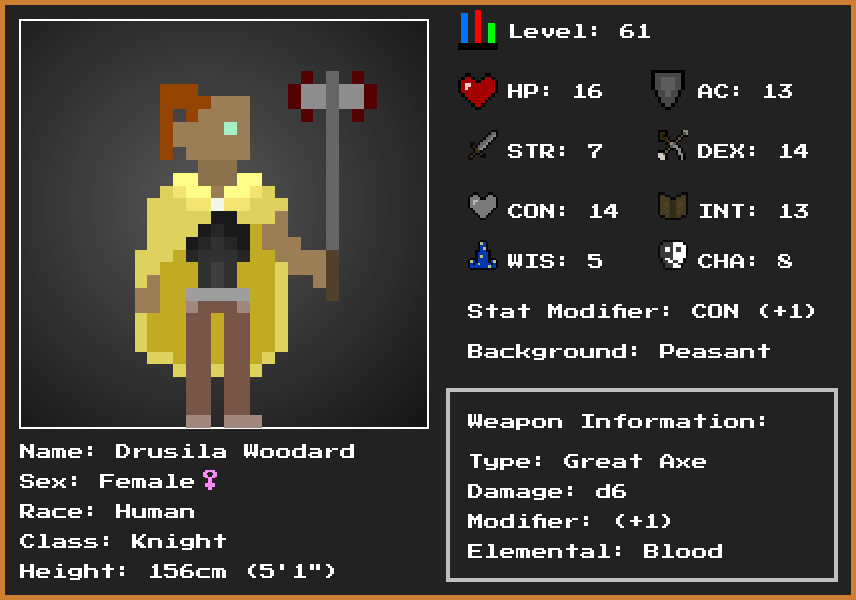 Level: 61
HP: 16 AC: 13
STR: 7 DEX: 14
CON: 14 INT: 13
WIS: 5 CHA: 8
Stat Modifier: CON (+1)
Background: Peasant
Weapon Information:
Type: Great Axe
Damage: d6
Modifier: (+1)
Elemental: Blood
Name: Drusila Woodard
Sex: Female♀
Race: Human
Class: Knight
Height: 156cm (5'1")